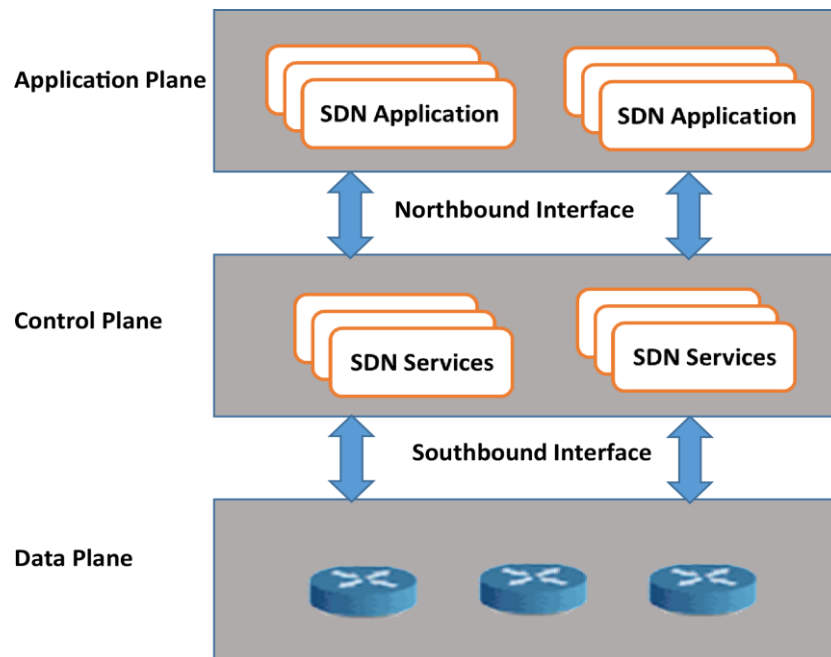 Application Plane
SDN Application
SDN Application
Northbound Interface
Control Plane
SDN Services
SDN Services
Southbound Interface
Data Plane